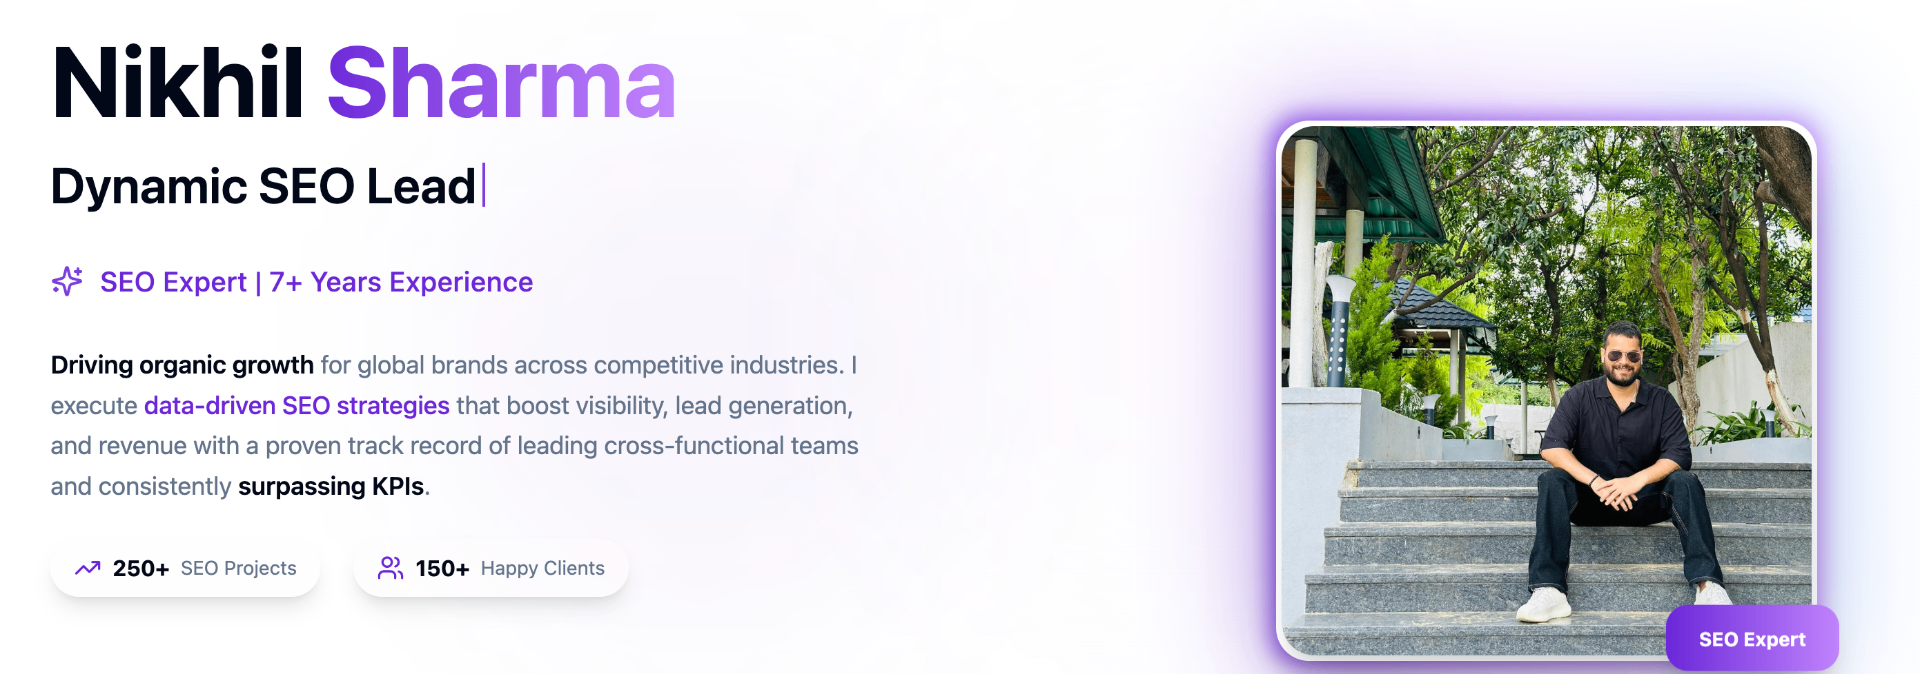 Nikhil Sharma
Dynamic SEO Lead
SEO Expert | 7+ Years Experience
Driving organic growth for global brands across competitive industries. I
execute data-driven SEO strategies that boost visibility, lead generation,
and revenue with a proven track record of leading cross-functional teams
and consistently surpassing KPIs.
250+ SEO Projects
150+ Happy Clients
SEO Expert